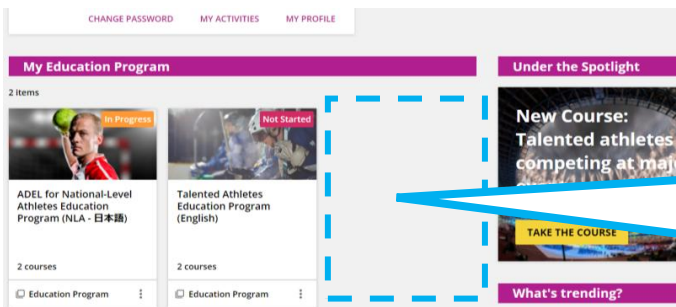 CHANGE PASSWORD MY ACTIVITIES MY PROFILE
My Education Program
2 items
In Progress
ADEL for National-Level
Athletes Education
Program (NLA - 日本語)
2 courses
Education Program
Not Started
Talented Athletes
Education Program
(English)
2 courses
Education Program
Under the Spotlight
New Course:
Talented athletes
competing at
TAKE THE COURSE
What's trending?